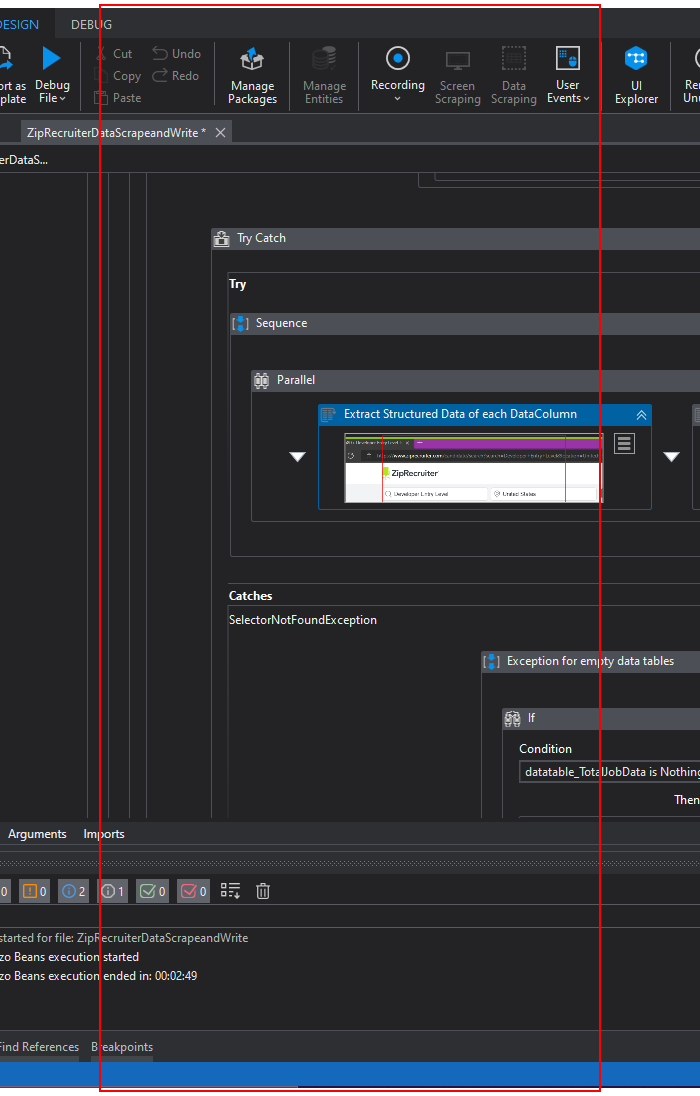 DESIGN DEBUG
Cut Undo
Copy Redo
Paste
ort as
plate
Debug
File
Manage
Packages
Manage
Entities
Recording
Screen
Scraping
Data
Scraping
User
Events
UI
Explorer
Re
Unu
ZipRecruiterDataScrapeandWrite *
erDataS...
Try Catch
Try
Sequence
Parallel
Extract Structured Data of each DataColumn
ZipRecruiter
Developer Entry Level United States
Catches
SelectorNotFoundException
Exception for empty data tables
If
Condition
datatable_TotalJobData is Nothing
Then
Arguments Imports
0 0 2 1 0 0
started for file: ZipRecruiterDataScrapeandWrite
zo Beans execution started
zo Beans execution ended in: 00:02:49
Find References Breakpoints